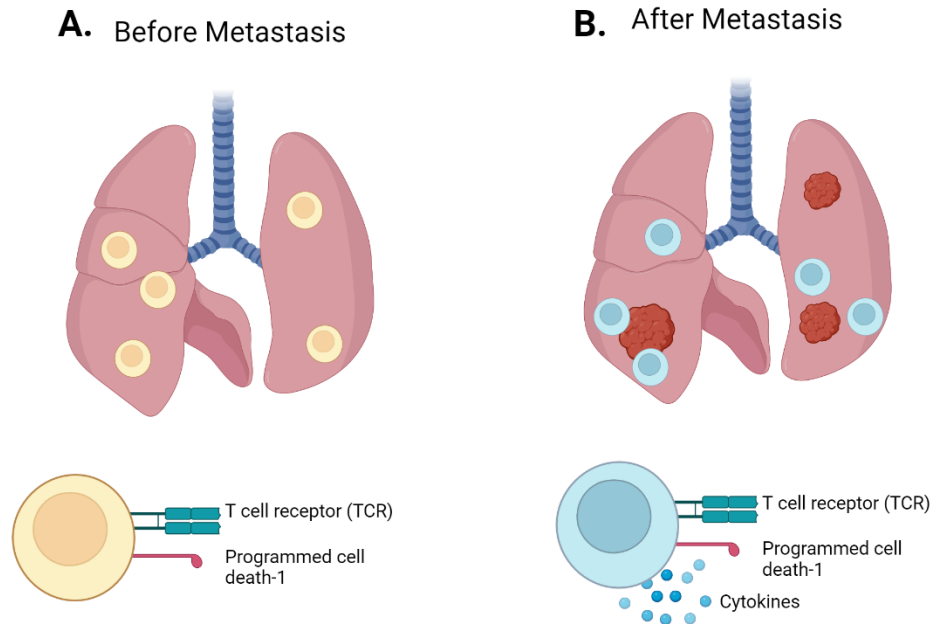 A. Before Metastasis
B. After Metastasis
T cell receptor (TCR)
Programmed cell
death-1
T cell receptor (TCR)
Programmed cell
death-1
Cytokines